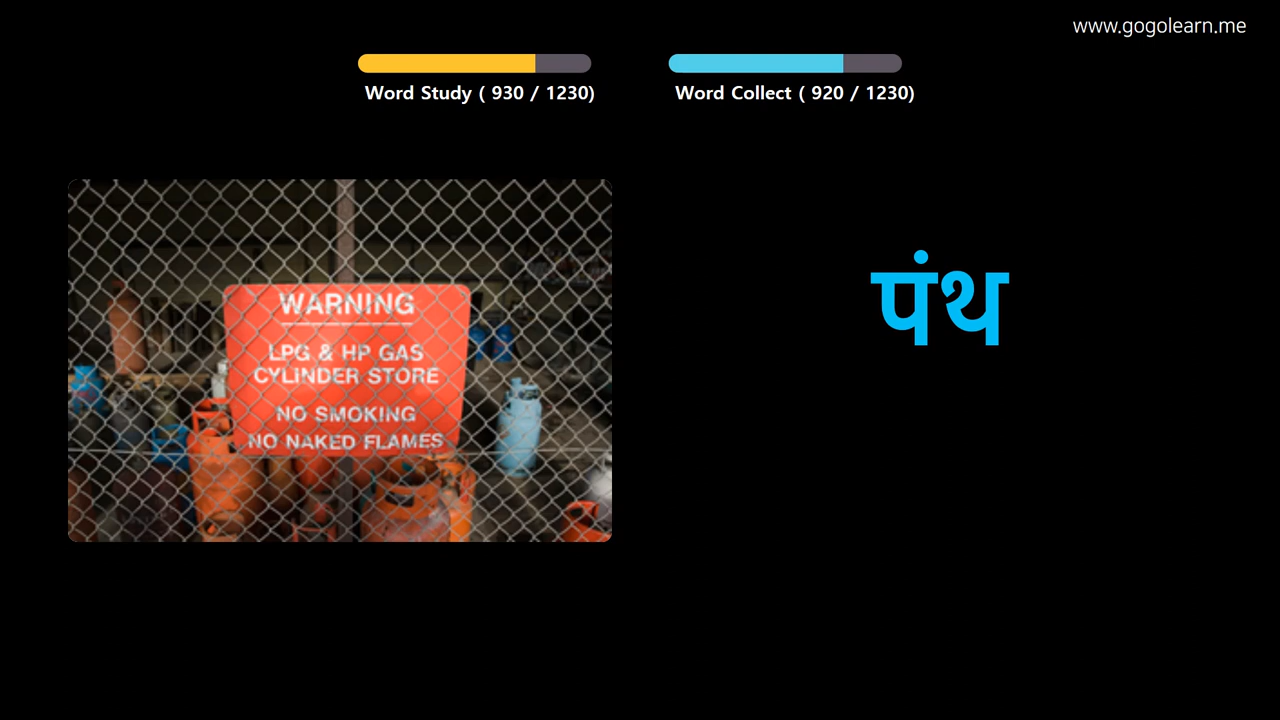 www.gogolearn.me
Word Study ( 930 / 1230)
Word Collect ( 920 / 1230)
WARNING
LPG & HP GAS
CYLINDER STORE
NO SMOKING
NO NAKED FLAMES
पंथ